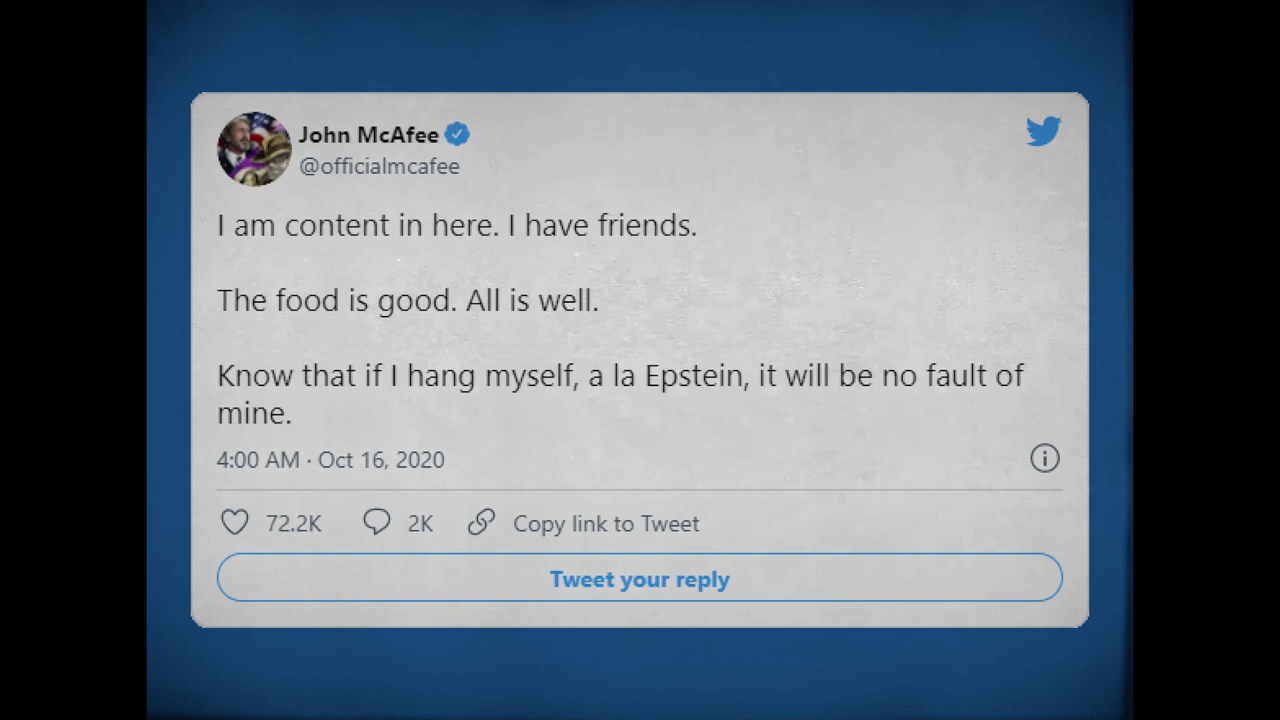 John McAfee
@officialmcafee
I am content in here. I have friends.
The food is good. All is well.
Know that if I hang myself, a la Epstein, it will be no fault of
mine.
4:00 AM · Oct 16, 2020
72.2K 2K Copy link to Tweet
Tweet your reply